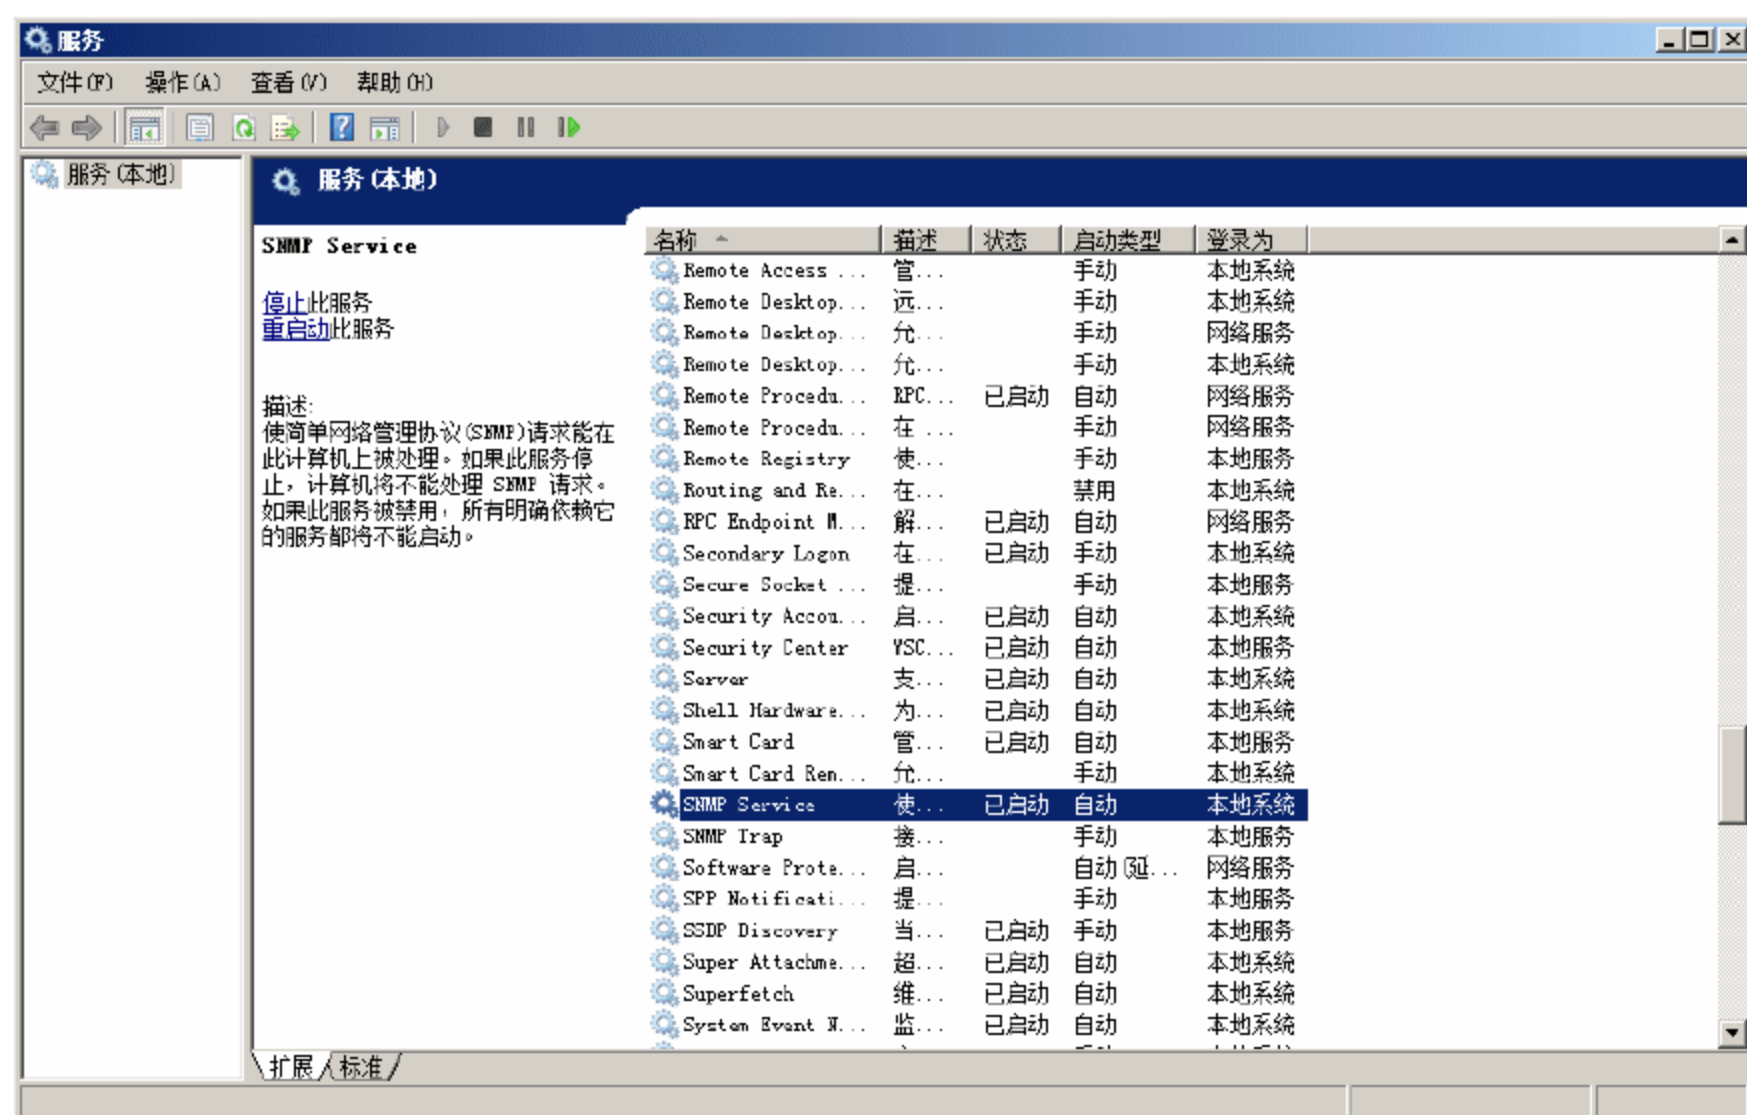 服务
文件(F) 操作(A) 查看(V) 帮助(H)
服务(本地)
服务(本地)
SNMP Service
停止此服务
重启动此服务
描述:
使简单网络管理协议(SNMP)请求能在
此计算机上被处理。如果此服务停
止，计算机将不能处理 SNMP 请求。
如果此服务被禁用，所有明确依赖它
的服务都将不能启动。
名称 描述 状态 启动类型 登录为
Remote Access ... 管... 手动 本地系统
Remote Desktop... 远... 手动 本地系统
Remote Desktop... 允... 手动 网络服务
Remote Desktop... 允... 手动 本地系统
Remote Procedu... RPC... 已启动 自动 网络服务
Remote Procedu... 在 ... 手动 网络服务
Remote Registry 使... 手动 本地服务
Routing and Re... 在... 禁用 本地系统
RPC Endpoint M... 解... 已启动 自动 网络服务
Secondary Logon 在... 已启动 手动 本地系统
Secure Socket ... 提... 手动 本地服务
Security Accou... 启... 已启动 自动 本地系统
Security Center WSC... 已启动 自动 本地服务
Server 支... 已启动 自动 本地系统
Shell Hardware... 为... 已启动 自动 本地系统
Smart Card 管... 已启动 自动 本地服务
Smart Card Rem... 允... 手动 本地系统
SNMP Service 使... 已启动 自动 本地系统
SNMP Trap 接... 手动 本地服务
Software Prote... 启... 自动(延... 网络服务
SPP Notificati... 提... 手动 本地服务
SSDP Discovery 当... 已启动 手动 本地服务
Super Attachme... 超... 已启动 自动 本地系统
Superfetch 维... 已启动 自动 本地系统
System Event N... 监... 已启动 自动 本地系统
扩展 标准